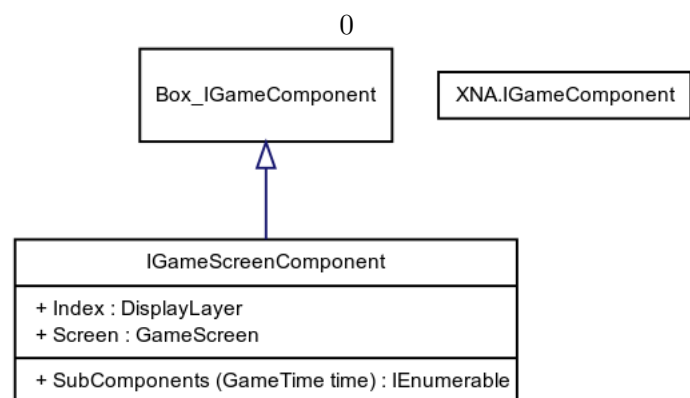 0
Box_IGameComponent
XNA.IGameComponent
IGameScreenComponent
+ Index : DisplayLayer
+ Screen : GameScreen
+ SubComponents (GameTime time) : IEnumerable